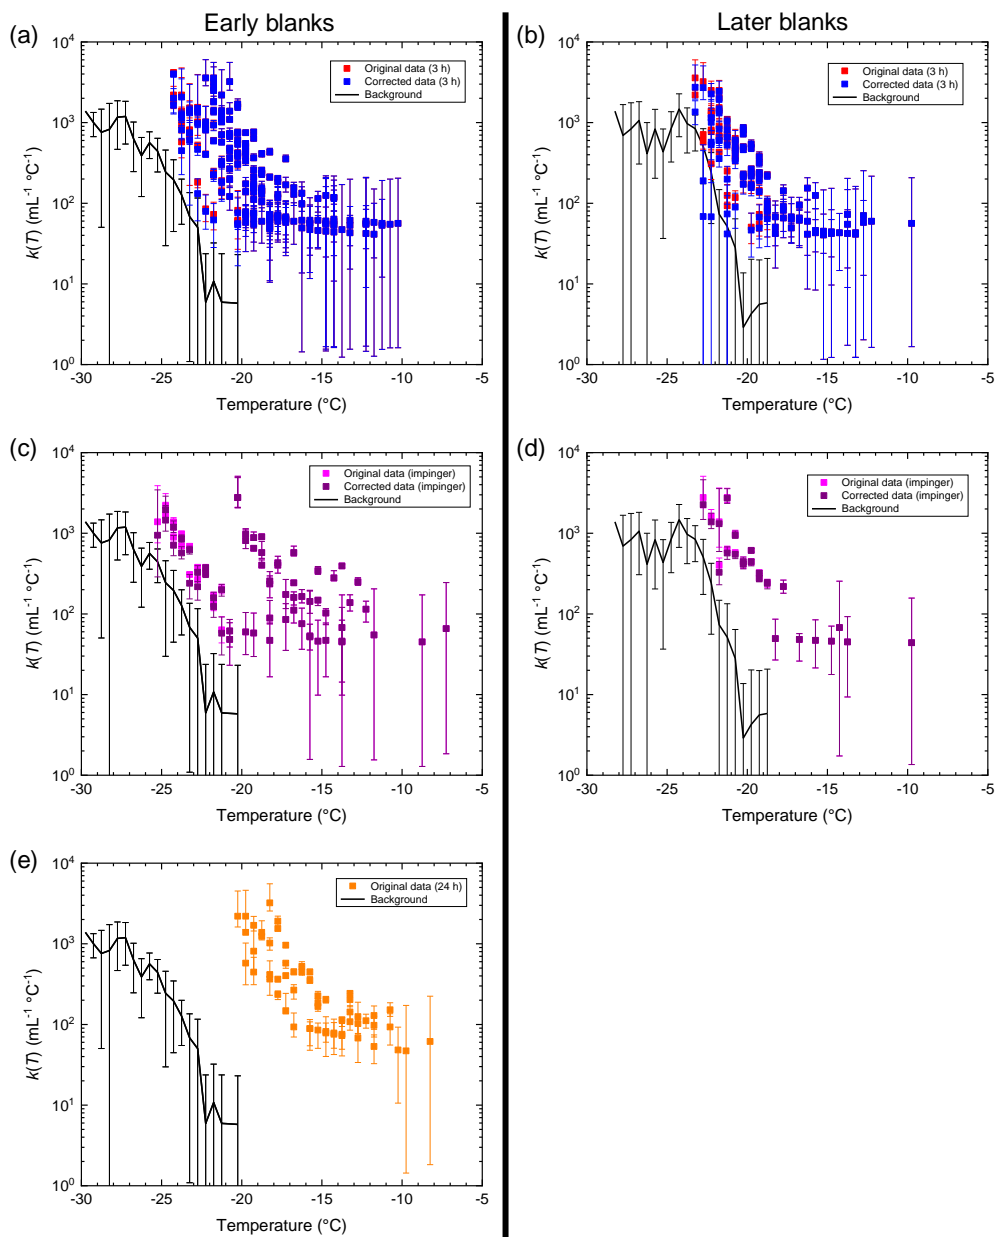 Early blanks
Later blanks
(a)
10⁴
10³
10²
10¹
10⁰
k(T) (mL⁻¹ °C⁻¹)
Original data (3 h)
Corrected data (3 h)
Background
-30 -25 -20 -15 -10 -5
Temperature (°C)
(b)
10⁴
10³
10²
10¹
10⁰
k(T) (mL⁻¹ °C⁻¹)
Original data (3 h)
Corrected data (3 h)
Background
-30 -25 -20 -15 -10 -5
Temperature (°C)
(c)
10⁴
10³
10²
10¹
10⁰
k(T) (mL⁻¹ °C⁻¹)
Original data (impinger)
Corrected data (impinger)
Background
-30 -25 -20 -15 -10 -5
Temperature (°C)
(d)
10⁴
10³
10²
10¹
10⁰
k(T) (mL⁻¹ °C⁻¹)
Original data (impinger)
Corrected data (impinger)
Background
-30 -25 -20 -15 -10 -5
Temperature (°C)
(e)
10⁴
10³
10²
10¹
10⁰
k(T) (mL⁻¹ °C⁻¹)
Original data (24 h)
Background
-30 -25 -20 -15 -10 -5
Temperature (°C)